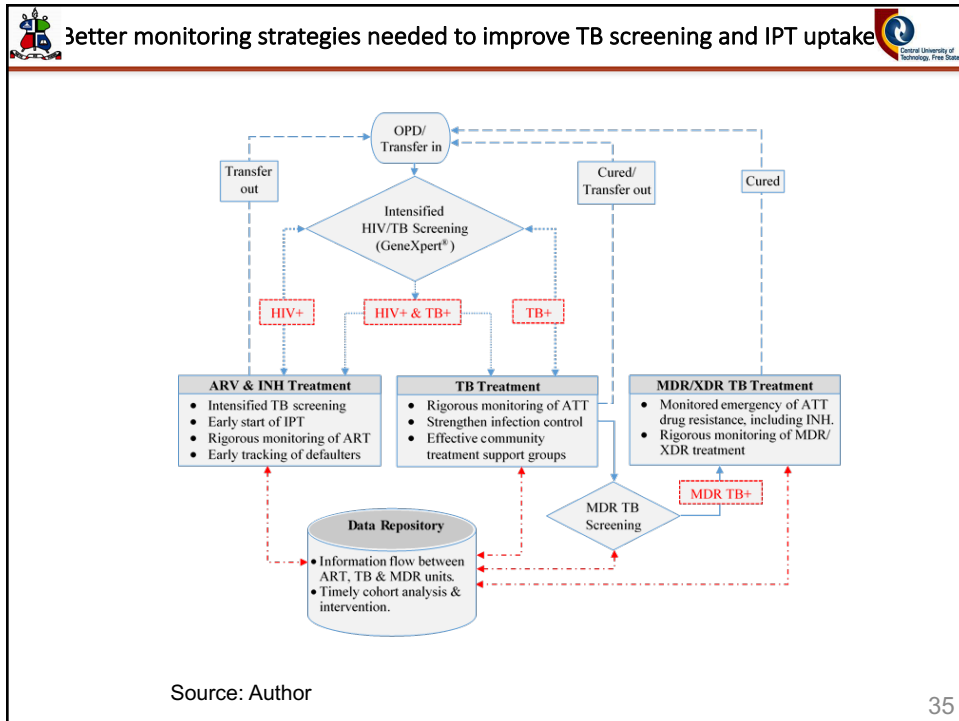 Better monitoring strategies needed to improve TB screening and IPT uptake
Central University of
Technology, Free State
OPD/
Transfer in
Transfer
out
Cured/
Transfer out
Cured
Intensified
HIV/TB Screening
(GeneXpert®)
HIV+
HIV+ & TB+
TB+
ARV & INH Treatment
• Intensified TB screening
• Early start of IPT
• Rigorous monitoring of ART
• Early tracking of defaulters
TB Treatment
• Rigorous monitoring of ATT
• Strengthen infection control
• Effective community
treatment support groups
MDR/XDR TB Treatment
• Monitored emergency of ATT
drug resistance, including INH.
• Rigorous monitoring of MDR/
XDR treatment
MDR TB+
MDR TB
Screening
Data Repository
• Information flow between
ART, TB & MDR units.
• Timely cohort analysis &
intervention.
Source: Author
35